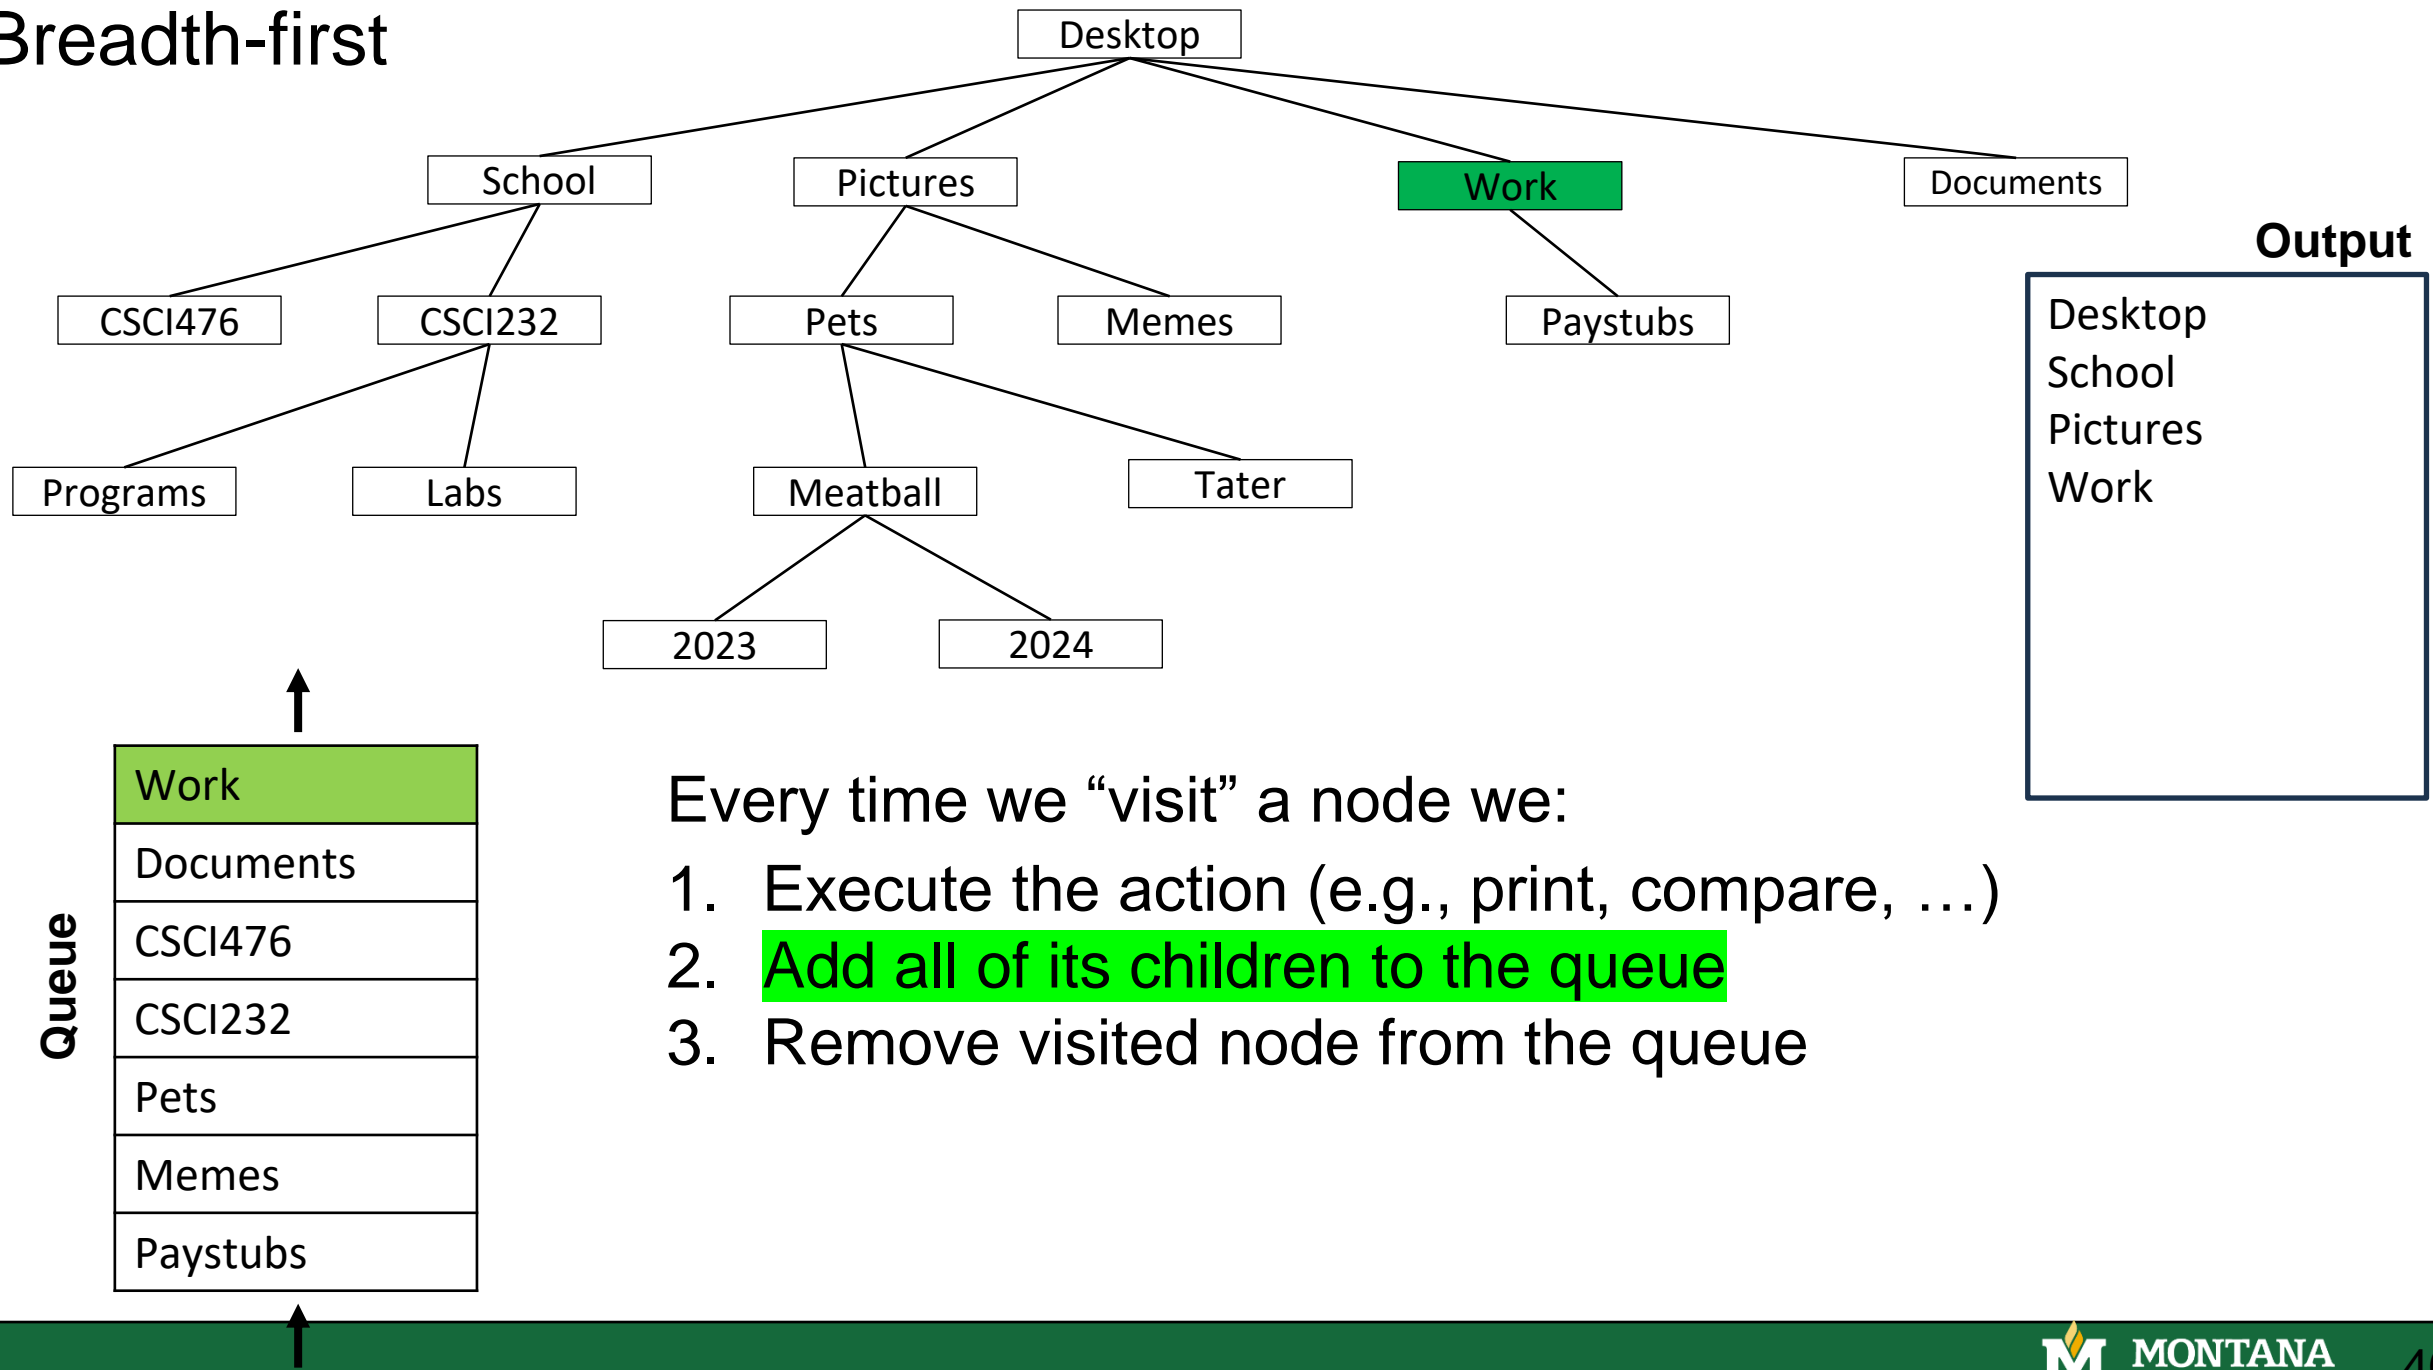 Breadth-first
Desktop
School
Pictures
Work
Documents
Output
CSCI476
CSCI232
Pets
Memes
Paystubs
Desktop
School
Pictures
Work
Programs
Labs
Meatball
Tater
2023
2024
Queue
Work
Documents
CSCI476
CSCI232
Pets
Memes
Paystubs
Every time we “visit” a node we:
1. Execute the action (e.g., print, compare, …)
2. Add all of its children to the queue
3. Remove visited node from the queue
M MONTANA